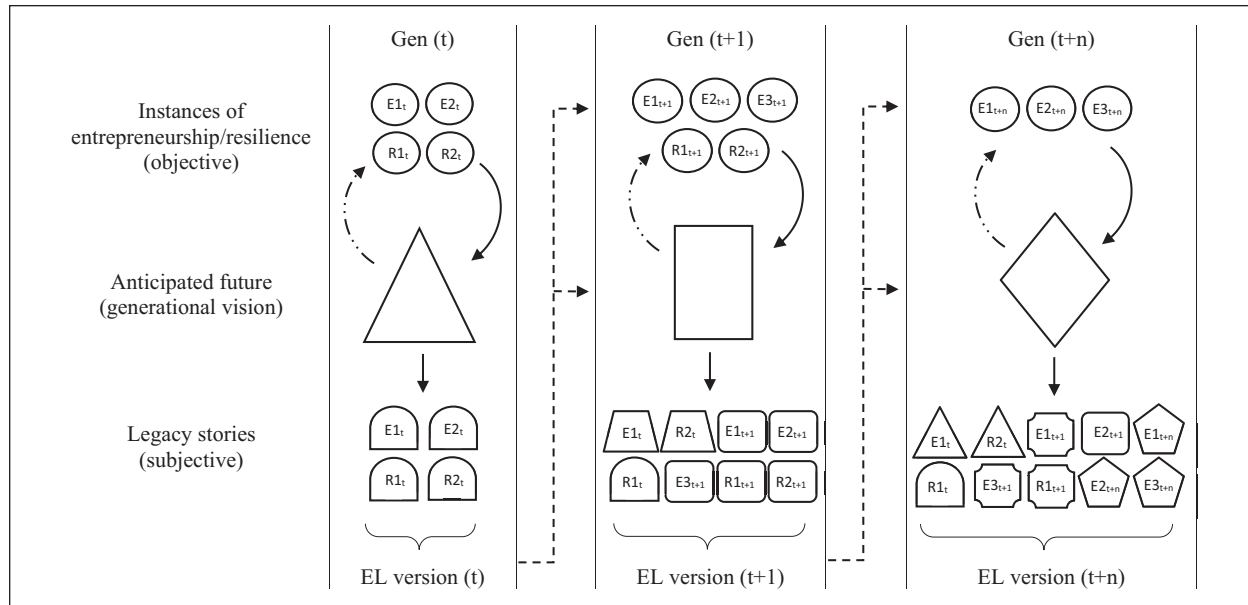 Gen (t)
Gen (t+1)
Gen (t+n)
Instances of
entrepreneurship/resilience
(objective)
E1t E2t
R1t R2t
E1t+1 E2t+1 E3t+1
R1t+1 R2t+1
E1t+n E2t+n E3t+n
Anticipated future
(generational vision)
Legacy stories
(subjective)
E1t E2t
R1t R2t
E1t R2t E1t+1 E2t+1
R1t E3t+1 R1t+1 R2t+1
E1t R2t E1t+1 E2t+1 E1t+n
R1t E3t+1 R1t+1 E2t+n E3t+n
EL version (t)
EL version (t+1)
EL version (t+n)